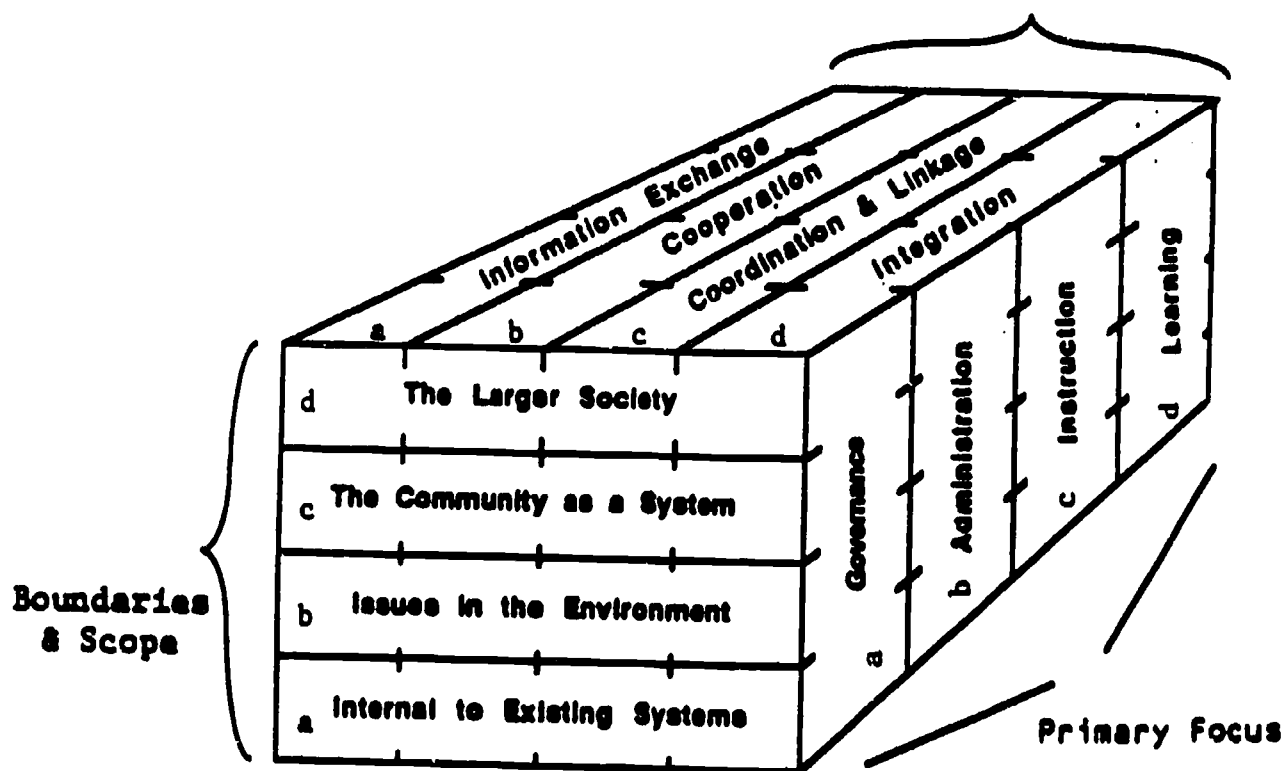 Information Exchange
Cooperation
Coordination & Linkage
Integration
a b c d
d The Larger Society
c The Community as a System
b Issues in the Environment
a Internal to Existing Systems
Boundaries
& Scope
a Governance
b Administration
c Instruction
d Learning
Primary Focus